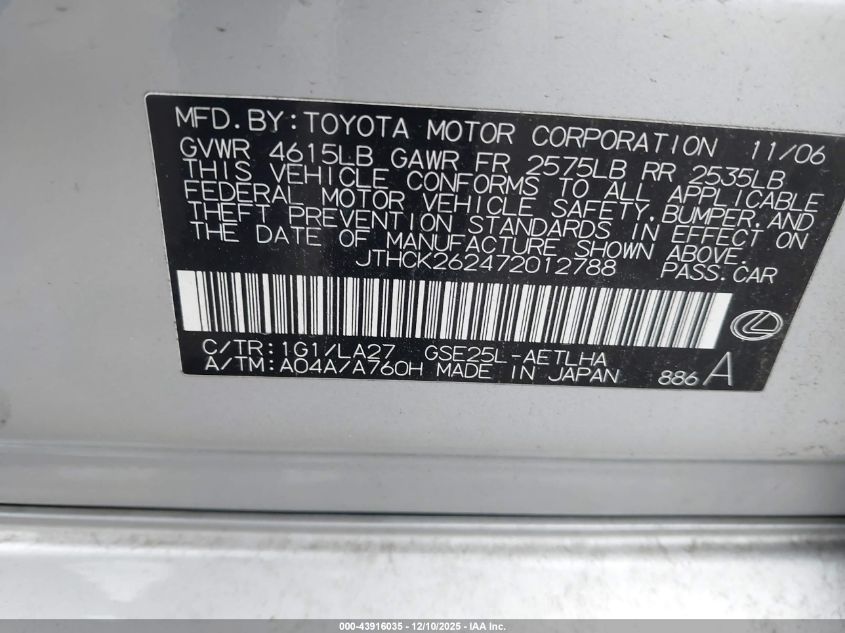 MFD.BY:TOYOTA MOTOR CORPORATION 11/06
GVWR 4615LB GAWR FR 2575LB RR 2535LB
THIS VEHICLE CONFORMS TO ALL APPLICABLE
FEDERAL MOTOR VEHICLE SAFETY,BUMPER,AND
THEFT PREVENTION STANDARDS IN EFFECT ON
THE DATE OF MANUFACTURE SHOWN ABOVE.
JTHCK262472012788 PASS.CAR
C/TR:1G1/LA27 GSE25L-AETLHA
A/TM:A04A/A760H MADE IN JAPAN 886 A
000-43916035 - 12/10/2025 - IAA Inc.